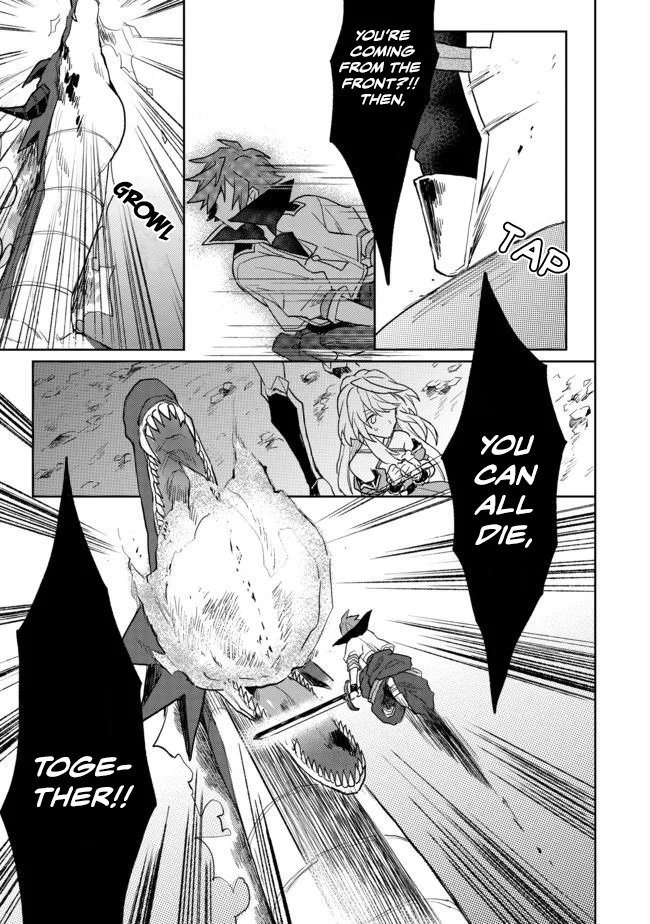 YOU'RE
COMING
FROM THE
FRONT?!!
THEN,
TAP
GROWL
YOU
CAN
ALL
DIE,
TOGE-
THER!!